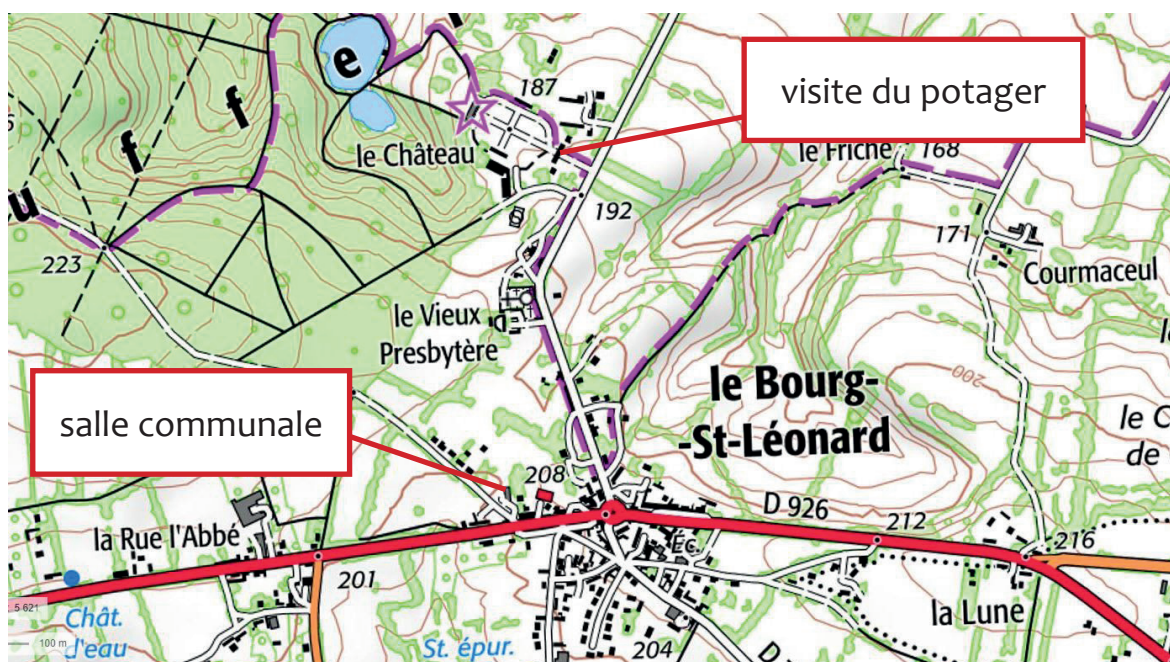 e
f
f
f
u
187
visite du potager
le Château
le Friche
168
192
171
Courmaceul
223
le Vieux
Presbytère
200
le Bourg-
-St-Léonard
salle communale
208
D 926
212
216
la Rue l'Abbé
Éc.
201
la Lune
5 621
100 m
Chât.
d'eau
St. épur.
204
D